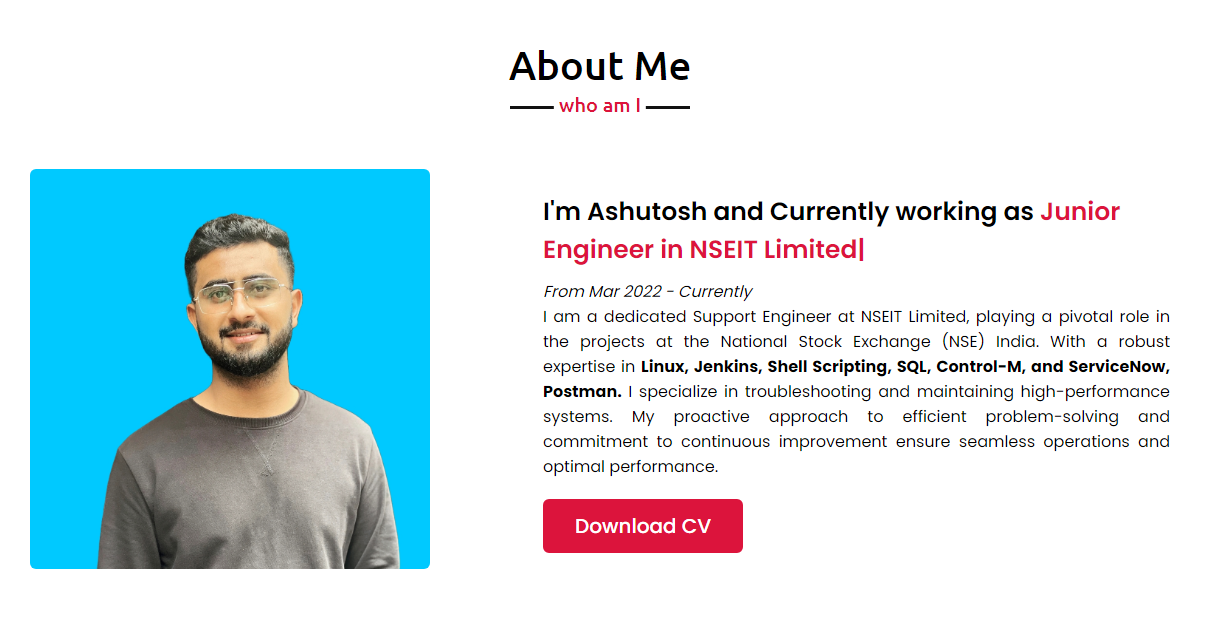 About Me
who am I
I'm Ashutosh and Currently working as Junior
Engineer in NSEIT Limited|
From Mar 2022 - Currently
I am a dedicated Support Engineer at NSEIT Limited, playing a pivotal role in
the projects at the National Stock Exchange (NSE) India. With a robust
expertise in Linux, Jenkins, Shell Scripting, SQL, Control-M, and ServiceNow,
Postman. I specialize in troubleshooting and maintaining high-performance
systems. My proactive approach to efficient problem-solving and
commitment to continuous improvement ensure seamless operations and
optimal performance.
Download CV